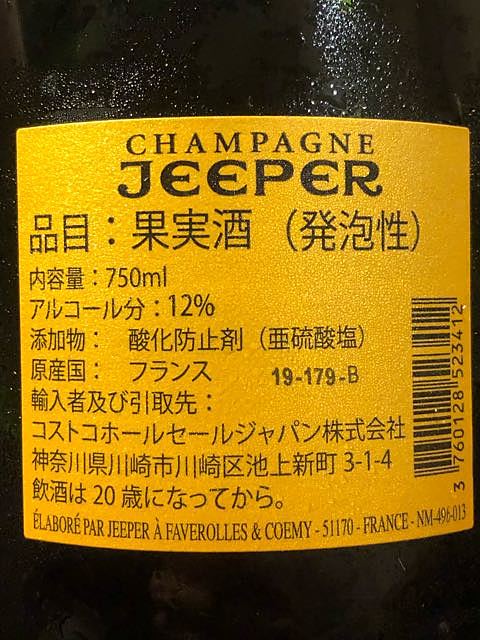 CHAMPAGNE
JEEPER
品目：果実酒 （発泡性）
内容量：750ml
アルコール分：12%
添加物： 酸化防止剤（亜硫酸塩）
原産国： フランス 19-179-B
輸入者及び引取先：
コストコホールセールジャパン株式会社
神奈川県川崎市川崎区池上新町 3-1-4
飲酒は 20 歳になってから。
ÉLABORÉ PAR JEEPER À FAVEROLLES & COEMY - 51170 - FRANCE - NM-496-013
3 760128 523412